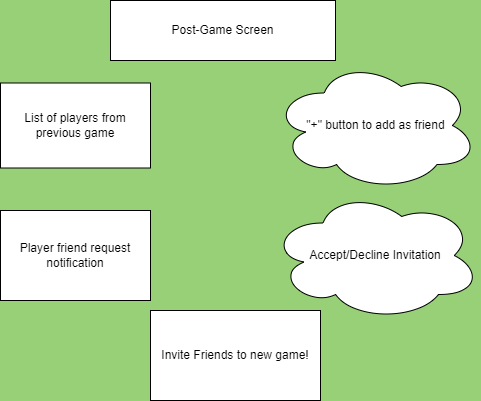 Post-Game Screen
List of players from
previous game
"+" button to add as friend
Player friend request
notification
Accept/Decline Invitation
Invite Friends to new game!